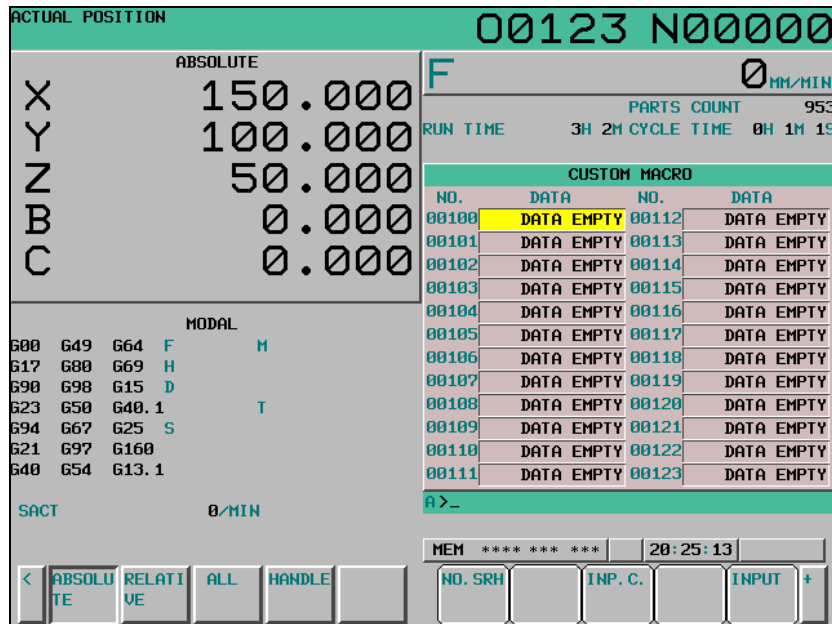 ACTUAL POSITION
O0123 N00000
ABSOLUTE
X 150.000
Y 100.000
Z 50.000
B 0.000
C 0.000
F 0 MM/MIN
PARTS COUNT 953
RUN TIME 3H 2M CYCLE TIME 0H 1M 1S
CUSTOM MACRO
NO. DATA NO. DATA
00100 DATA EMPTY 00112 DATA EMPTY
00101 DATA EMPTY 00113 DATA EMPTY
00102 DATA EMPTY 00114 DATA EMPTY
00103 DATA EMPTY 00115 DATA EMPTY
00104 DATA EMPTY 00116 DATA EMPTY
00105 DATA EMPTY 00117 DATA EMPTY
00106 DATA EMPTY 00118 DATA EMPTY
00107 DATA EMPTY 00119 DATA EMPTY
00108 DATA EMPTY 00120 DATA EMPTY
00109 DATA EMPTY 00121 DATA EMPTY
00110 DATA EMPTY 00122 DATA EMPTY
00111 DATA EMPTY 00123 DATA EMPTY
MODAL
G00 G49 G64 F M
G17 G80 G69 H
G90 G98 G15 D
G23 G50 G40.1 T
G94 G67 G25 S
G21 G97 G160
G40 G54 G13.1
SACT 0/MIN
A>_
MEM **** *** *** 20:25:13
< ABSOLU RELATI ALL HANDLE
TE VE
NO.SRH INP.C. INPUT +